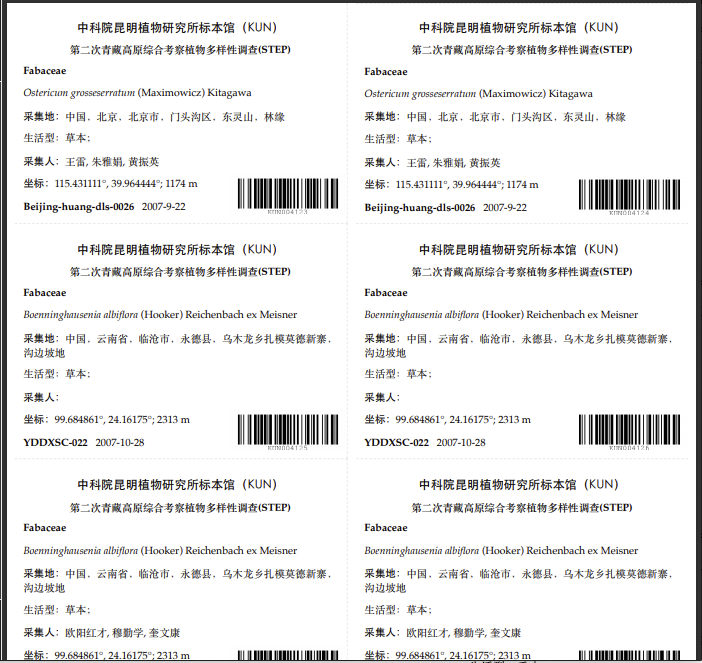 中科院昆明植物研究所标本馆（KUN）
第二次青藏高原综合考察植物多样性调查(STEP)
Fabaceae
Ostericum grosseserratum (Maximowicz) Kitagawa
采集地：中国，北京，北京市，门头沟区，东灵山，林缘
生活型：草本；
采集人：王雷, 朱雅娟, 黄振英
坐标：115.431111°, 39.964444°; 1174 m
Beijing-huang-dls-0026 2007-9-22
KUN004123
中科院昆明植物研究所标本馆（KUN）
第二次青藏高原综合考察植物多样性调查(STEP)
Fabaceae
Ostericum grosseserratum (Maximowicz) Kitagawa
采集地：中国，北京，北京市，门头沟区，东灵山，林缘
生活型：草本；
采集人：王雷, 朱雅娟, 黄振英
坐标：115.431111°, 39.964444°; 1174 m
Beijing-huang-dls-0026 2007-9-22
KUN004124
中科院昆明植物研究所标本馆（KUN）
第二次青藏高原综合考察植物多样性调查(STEP)
Fabaceae
Boenninghausenia albiflora (Hooker) Reichenbach ex Meisner
采集地：中国，云南省，临沧市，永德县，乌木龙乡扎模莫德新寨，
沟边坡地
生活型：草本；
采集人：
坐标：99.684861°, 24.16175°; 2313 m
YDDXSC-022 2007-10-28
KUN004125
中科院昆明植物研究所标本馆（KUN）
第二次青藏高原综合考察植物多样性调查(STEP)
Fabaceae
Boenninghausenia albiflora (Hooker) Reichenbach ex Meisner
采集地：中国，云南省，临沧市，永德县，乌木龙乡扎模莫德新寨，
沟边坡地
生活型：草本；
采集人：
坐标：99.684861°, 24.16175°; 2313 m
YDDXSC-022 2007-10-28
KUN004126
中科院昆明植物研究所标本馆（KUN）
第二次青藏高原综合考察植物多样性调查(STEP)
Fabaceae
Boenninghausenia albiflora (Hooker) Reichenbach ex Meisner
采集地：中国，云南省，临沧市，永德县，乌木龙乡扎模莫德新寨，
沟边坡地
生活型：草本；
采集人：欧阳红才, 穆勤学, 奎文康
坐标：99.684861°, 24.16175°; 2313 m
中科院昆明植物研究所标本馆（KUN）
第二次青藏高原综合考察植物多样性调查(STEP)
Fabaceae
Boenninghausenia albiflora (Hooker) Reichenbach ex Meisner
采集地：中国，云南省，临沧市，永德县，乌木龙乡扎模莫德新寨，
沟边坡地
生活型：草本；
采集人：欧阳红才, 穆勤学, 奎文康
坐标：99.684861°, 24.16175°; 2313 m